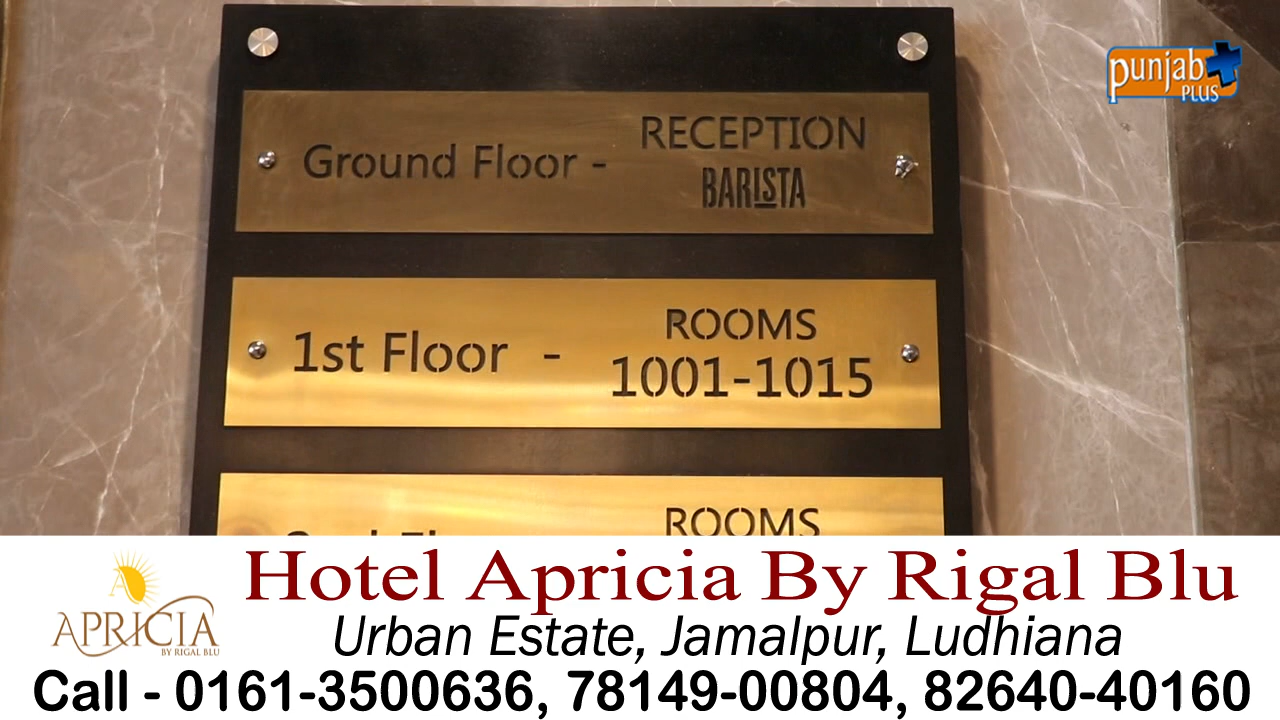 punjab
PLUS
Ground Floor - RECEPTION
BARISTA
1st Floor - ROOMS
1001-1015
ROOMS
Hotel Apricia By Rigal Blu
APRICIA
BY RIGAL BLU
Urban Estate, Jamalpur, Ludhiana
Call - 0161-3500636, 78149-00804, 82640-40160